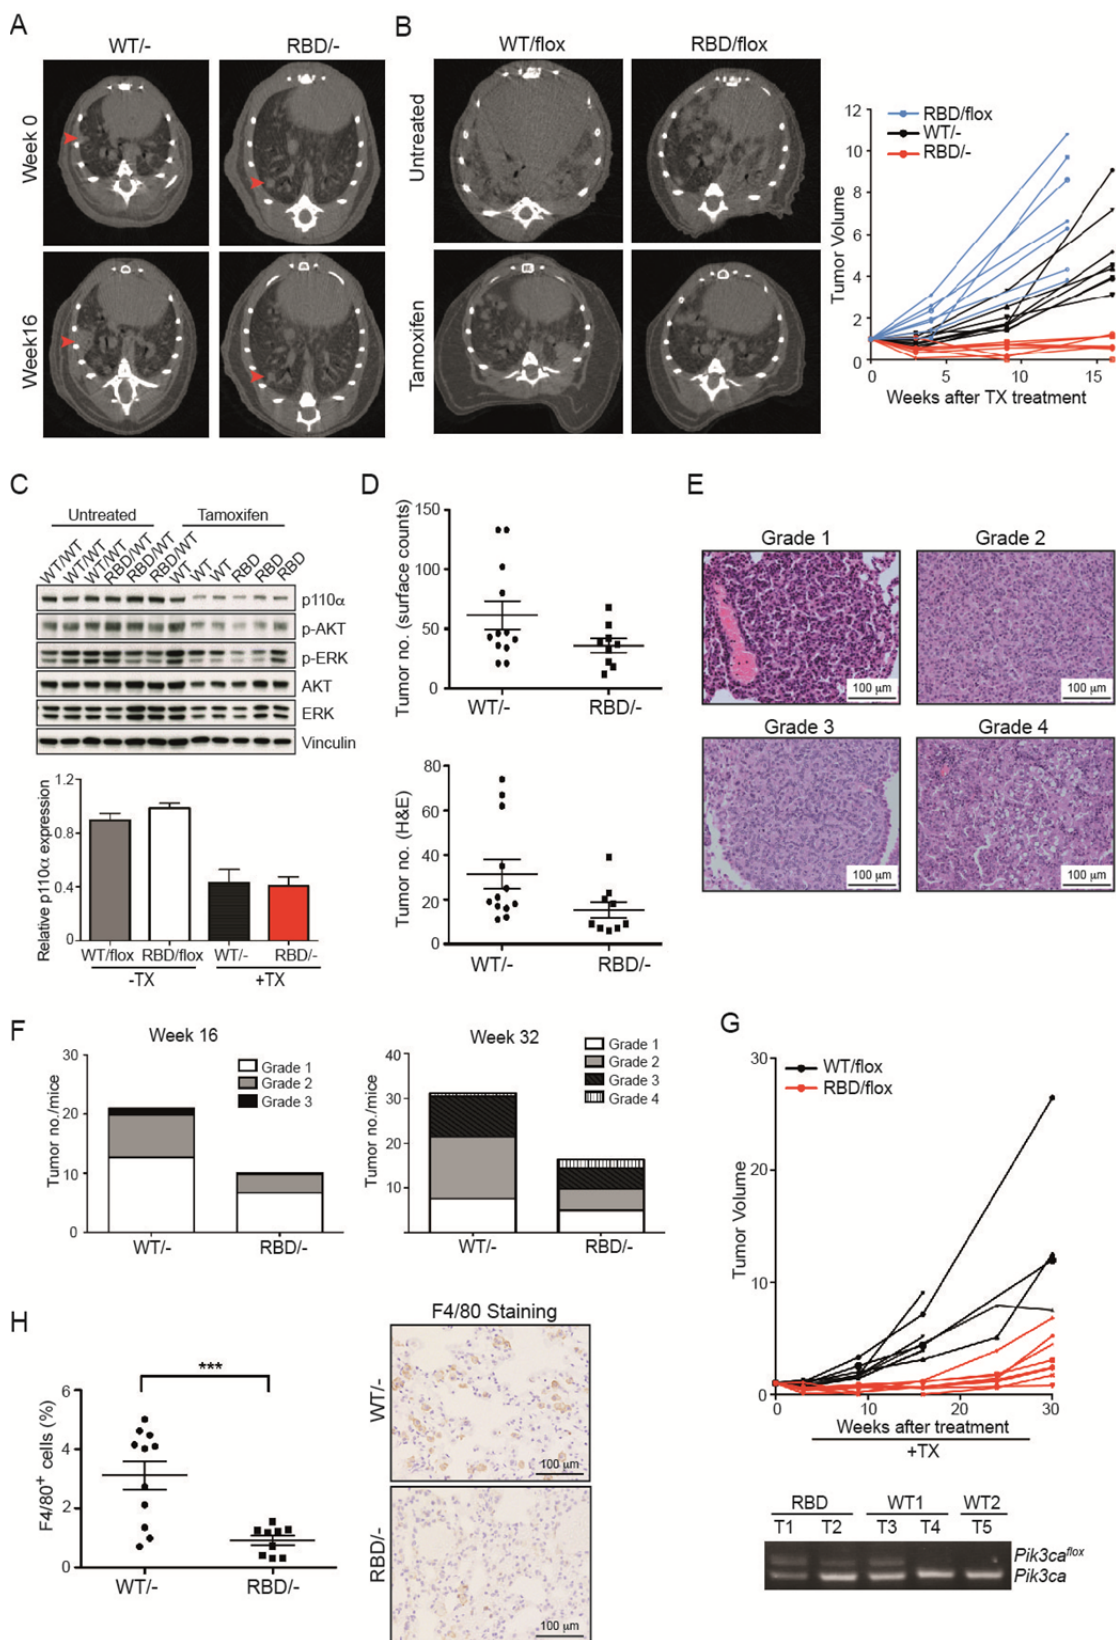 A
WT/-
RBD/-
Week 0
Week16
B
WT/flox
RBD/flox
Untreated
Tamoxifen
12
10
8
6
4
2
0
Tumor Volume
RBD/flox
WT/-
RBD/-
0
5
10
15
Weeks after TX treatment
C
Untreated
Tamoxifen
WT/WT
WT/WT
WT/WT
RBD/WT
RBD/WT
RBD/WT
WT
WT
WT
RBD
RBD
RBD
p110α
p-AKT
p-ERK
AKT
ERK
Vinculin
Relative p110α expression
1.2
0.8
0.4
0
WT/flox
RBD/flox
WT/-
RBD/-
-TX
+TX
D
Tumor no. (surface counts)
150
100
50
0
WT/-
RBD/-
Tumor no. (H&E)
80
60
40
20
0
WT/-
RBD/-
E
Grade 1
Grade 2
100 μm
100 μm
Grade 3
Grade 4
100 μm
100 μm
F
Week 16
Tumor no./mice
30
20
10
0
Grade 1
Grade 2
Grade 3
WT/-
RBD/-
Week 32
Tumor no./mice
40
30
20
10
Grade 1
Grade 2
Grade 3
Grade 4
WT/-
RBD/-
G
Tumor Volume
30
20
10
0
WT/flox
RBD/flox
0
10
20
30
Weeks after treatment
+TX
RBD
WT1
WT2
T1
T2
T3
T4
T5
Pik3caflox
Pik3ca
H
F4/80+ cells (%)
6
4
2
0
***
WT/-
RBD/-
F4/80 Staining
WT/-
100 μm
RBD/-
100 μm